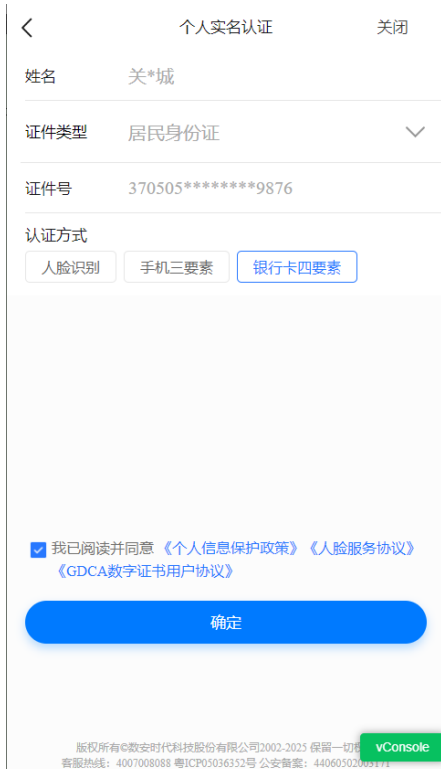 个人实名认证 关闭
姓名 关*城
证件类型 居民身份证
证件号 370505********9876
认证方式
人脸识别 手机三要素 银行卡四要素
我已阅读并同意 《个人信息保护政策》 《人脸服务协议》
《GDCA数字证书用户协议》
确定
版权所有©数安时代科技股份有限公司2002-2025 保留一切
vConsole
客服热线: 4007008088 粤ICP05036352号 公安备案: 44060502003171